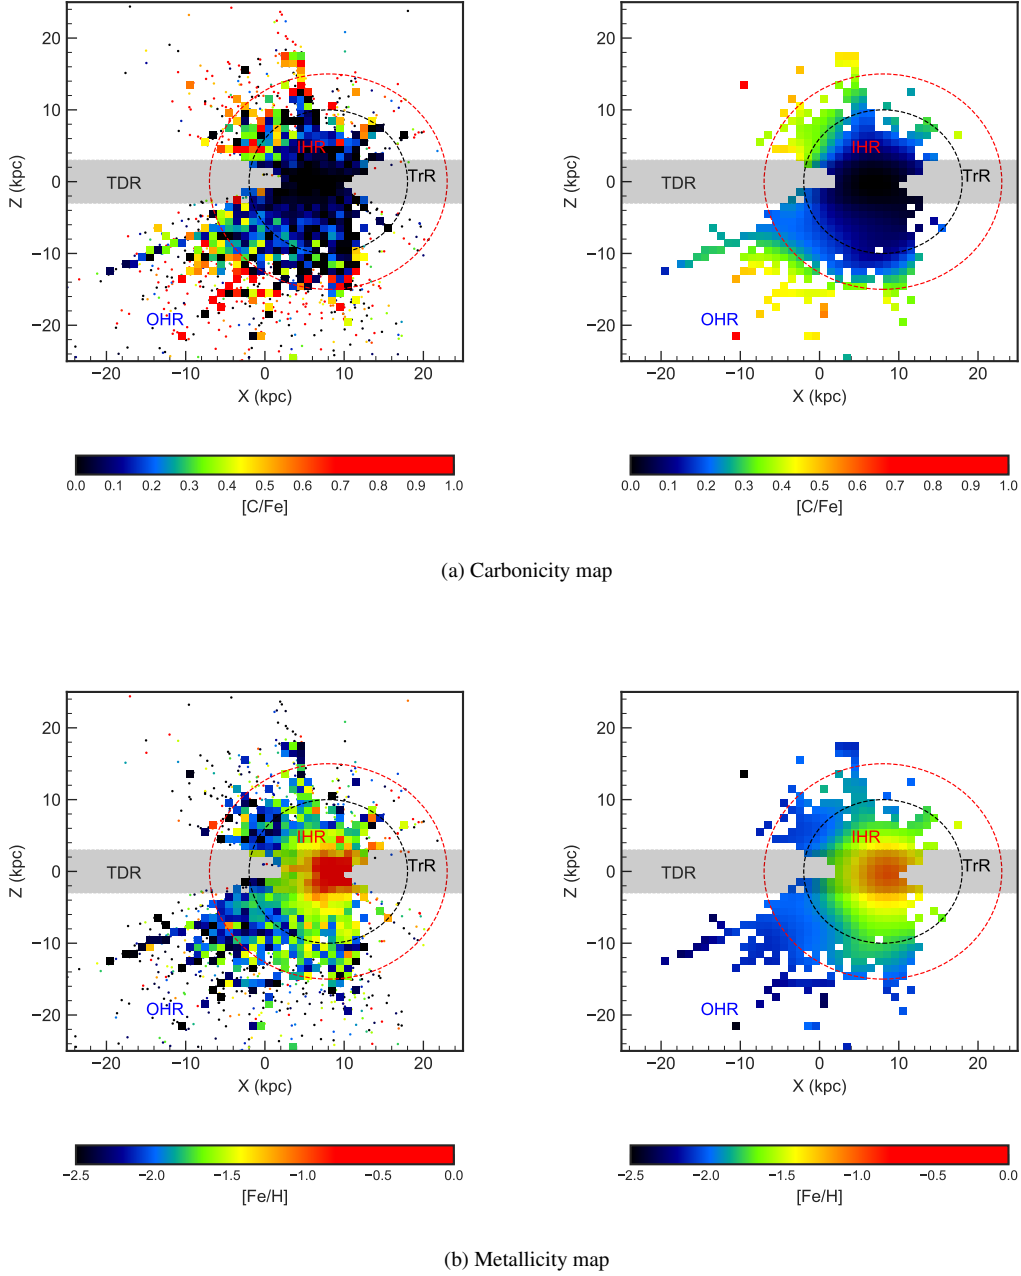 20
10
0
−10
−20
Z (kpc)
IHR
TDR
TrR
OHR
−20 −10 0 10 20
X (kpc)
20
10
0
−10
−20
Z (kpc)
IHR
TDR
TrR
OHR
−20 −10 0 10 20
X (kpc)
0.0 0.1 0.2 0.3 0.4 0.5 0.6 0.7 0.8 0.9 1.0
[C/Fe]
0.0 0.1 0.2 0.3 0.4 0.5 0.6 0.7 0.8 0.9 1.0
[C/Fe]
(a) Carbonicity map
20
10
0
−10
−20
Z (kpc)
IHR
TDR
TrR
OHR
−20 −10 0 10 20
X (kpc)
20
10
0
−10
−20
Z (kpc)
IHR
TDR
TrR
OHR
−20 −10 0 10 20
X (kpc)
−2.5 −2.0 −1.5 −1.0 −0.5 0.0
[Fe/H]
−2.5 −2.0 −1.5 −1.0 −0.5 0.0
[Fe/H]
(b) Metallicity map